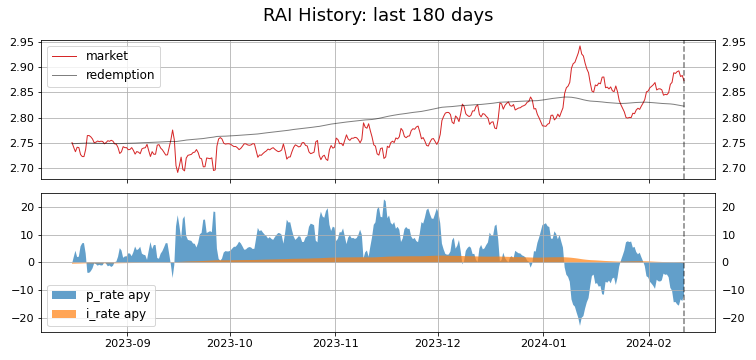 RAI History: last 180 days
2.95 2.95
market
redemption
2.90 2.90
2.85 2.85
2.80 2.80
2.75 2.75
2.70 2.70
20 20
10 10
0 0
−10 −10
p_rate apy
i_rate apy
−20 −20
2023-09 2023-10 2023-11 2023-12 2024-01 2024-02